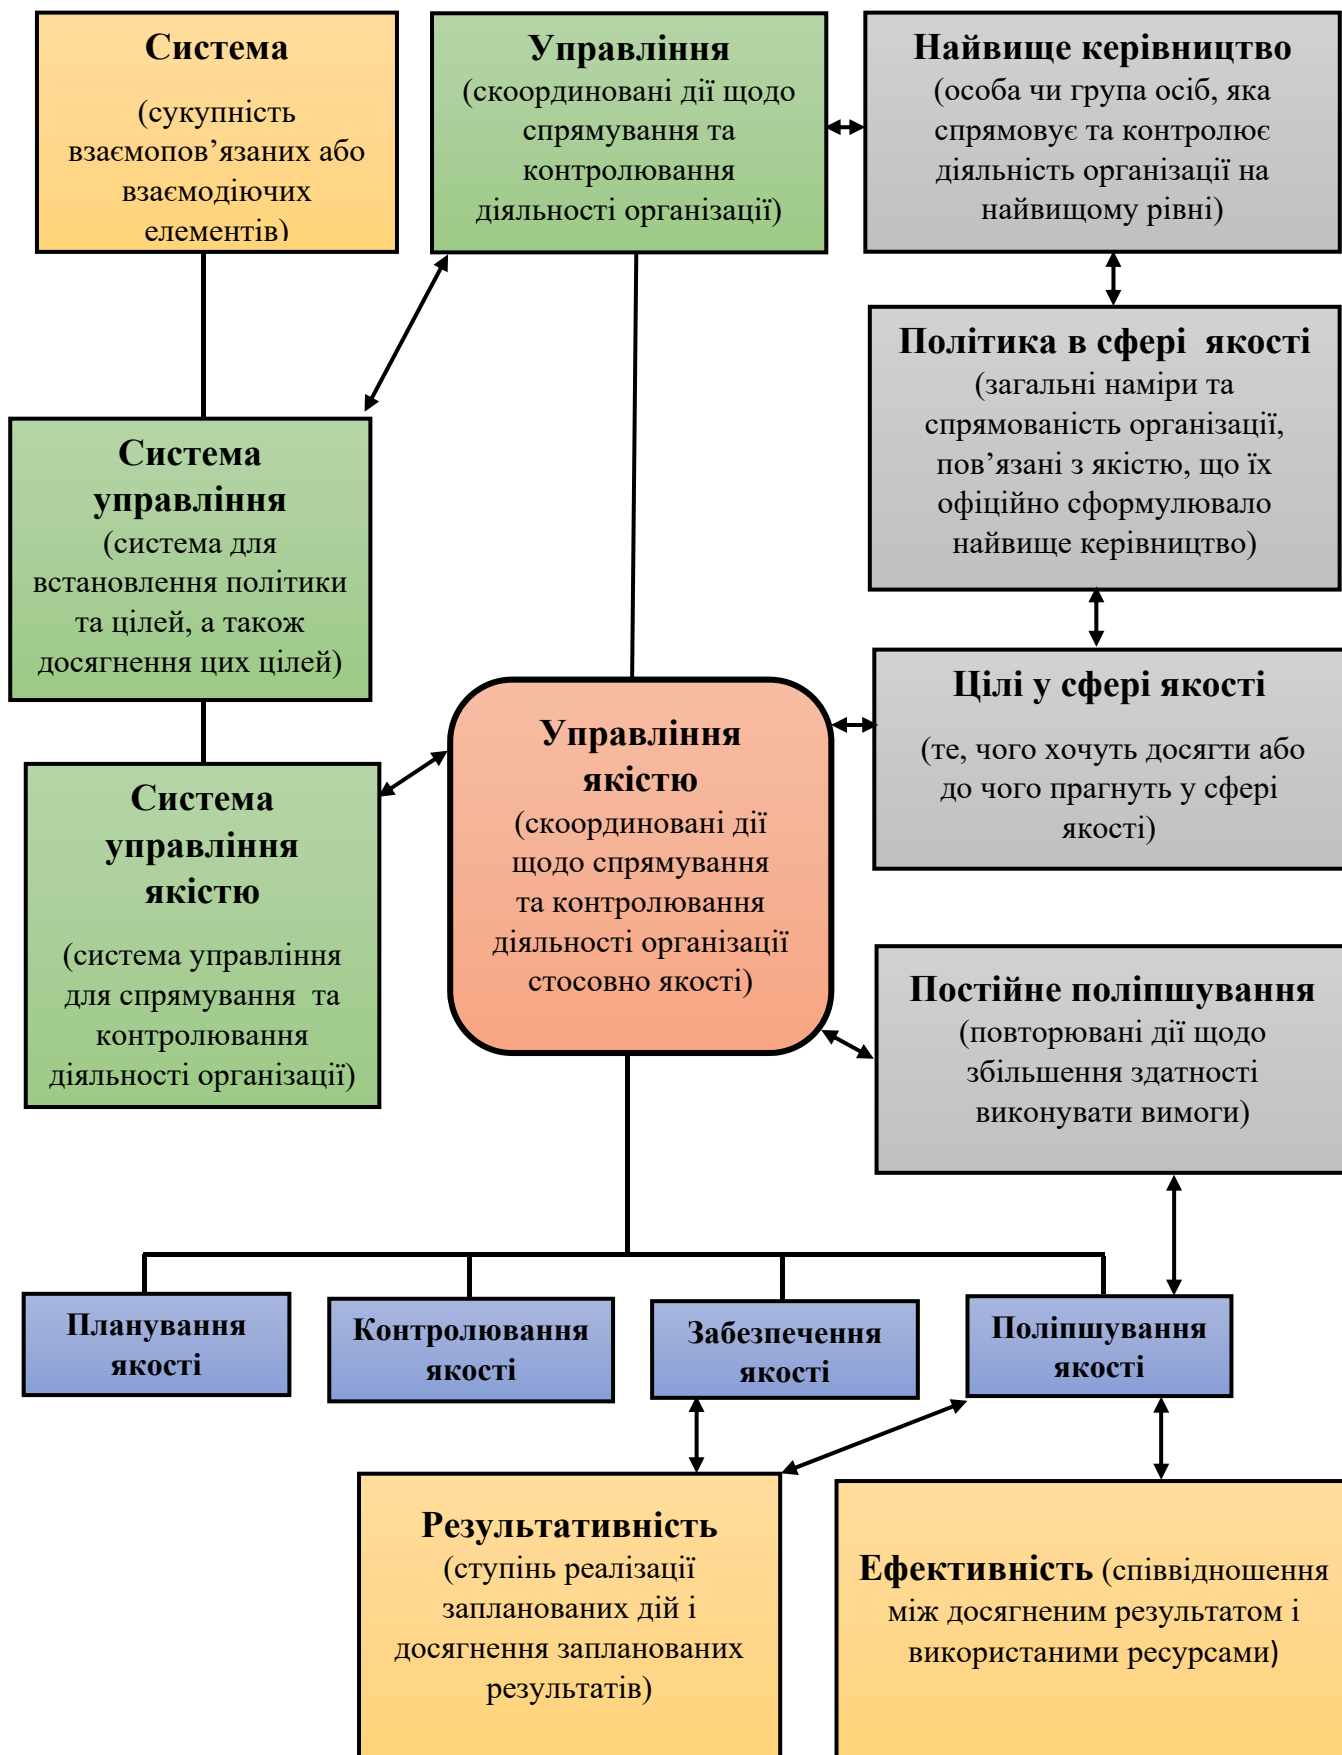 Система
(сукупність
взаємопов’язаних або
взаємодіючих
елементів)
Управління
(скоординовані дії щодо
спрямування та
контролювання
діяльності організації)
Найвище керівництво
(особа чи група осіб, яка
спрямовує та контролює
діяльність організації на
найвищому рівні)
Політика в сфері якості
(загальні наміри та
спрямованість організації,
пов’язані з якістю, що їх
офіційно сформулювало
найвище керівництво)
Система
управління
(система для
встановлення політики
та цілей, а також
досягнення цих цілей)
Цілі у сфері якості
(те, чого хочуть досягти або
до чого прагнуть у сфері
якості)
Управління
якістю
(скоординовані дії
щодо спрямування
та контролювання
діяльності організації
стосовно якості)
Система
управління
якістю
(система управління
для спрямування та
контролювання
діяльності організації)
Постійне поліпшування
(повторювані дії щодо
збільшення здатності
виконувати вимоги)
Планування
якості
Контролювання
якості
Забезпечення
якості
Поліпшування
якості
Результативність
(ступінь реалізації
запланованих дій і
досягнення запланованих
результатів)
Ефективність (співвідношення
між досягненим результатом і
використаними ресурсами)